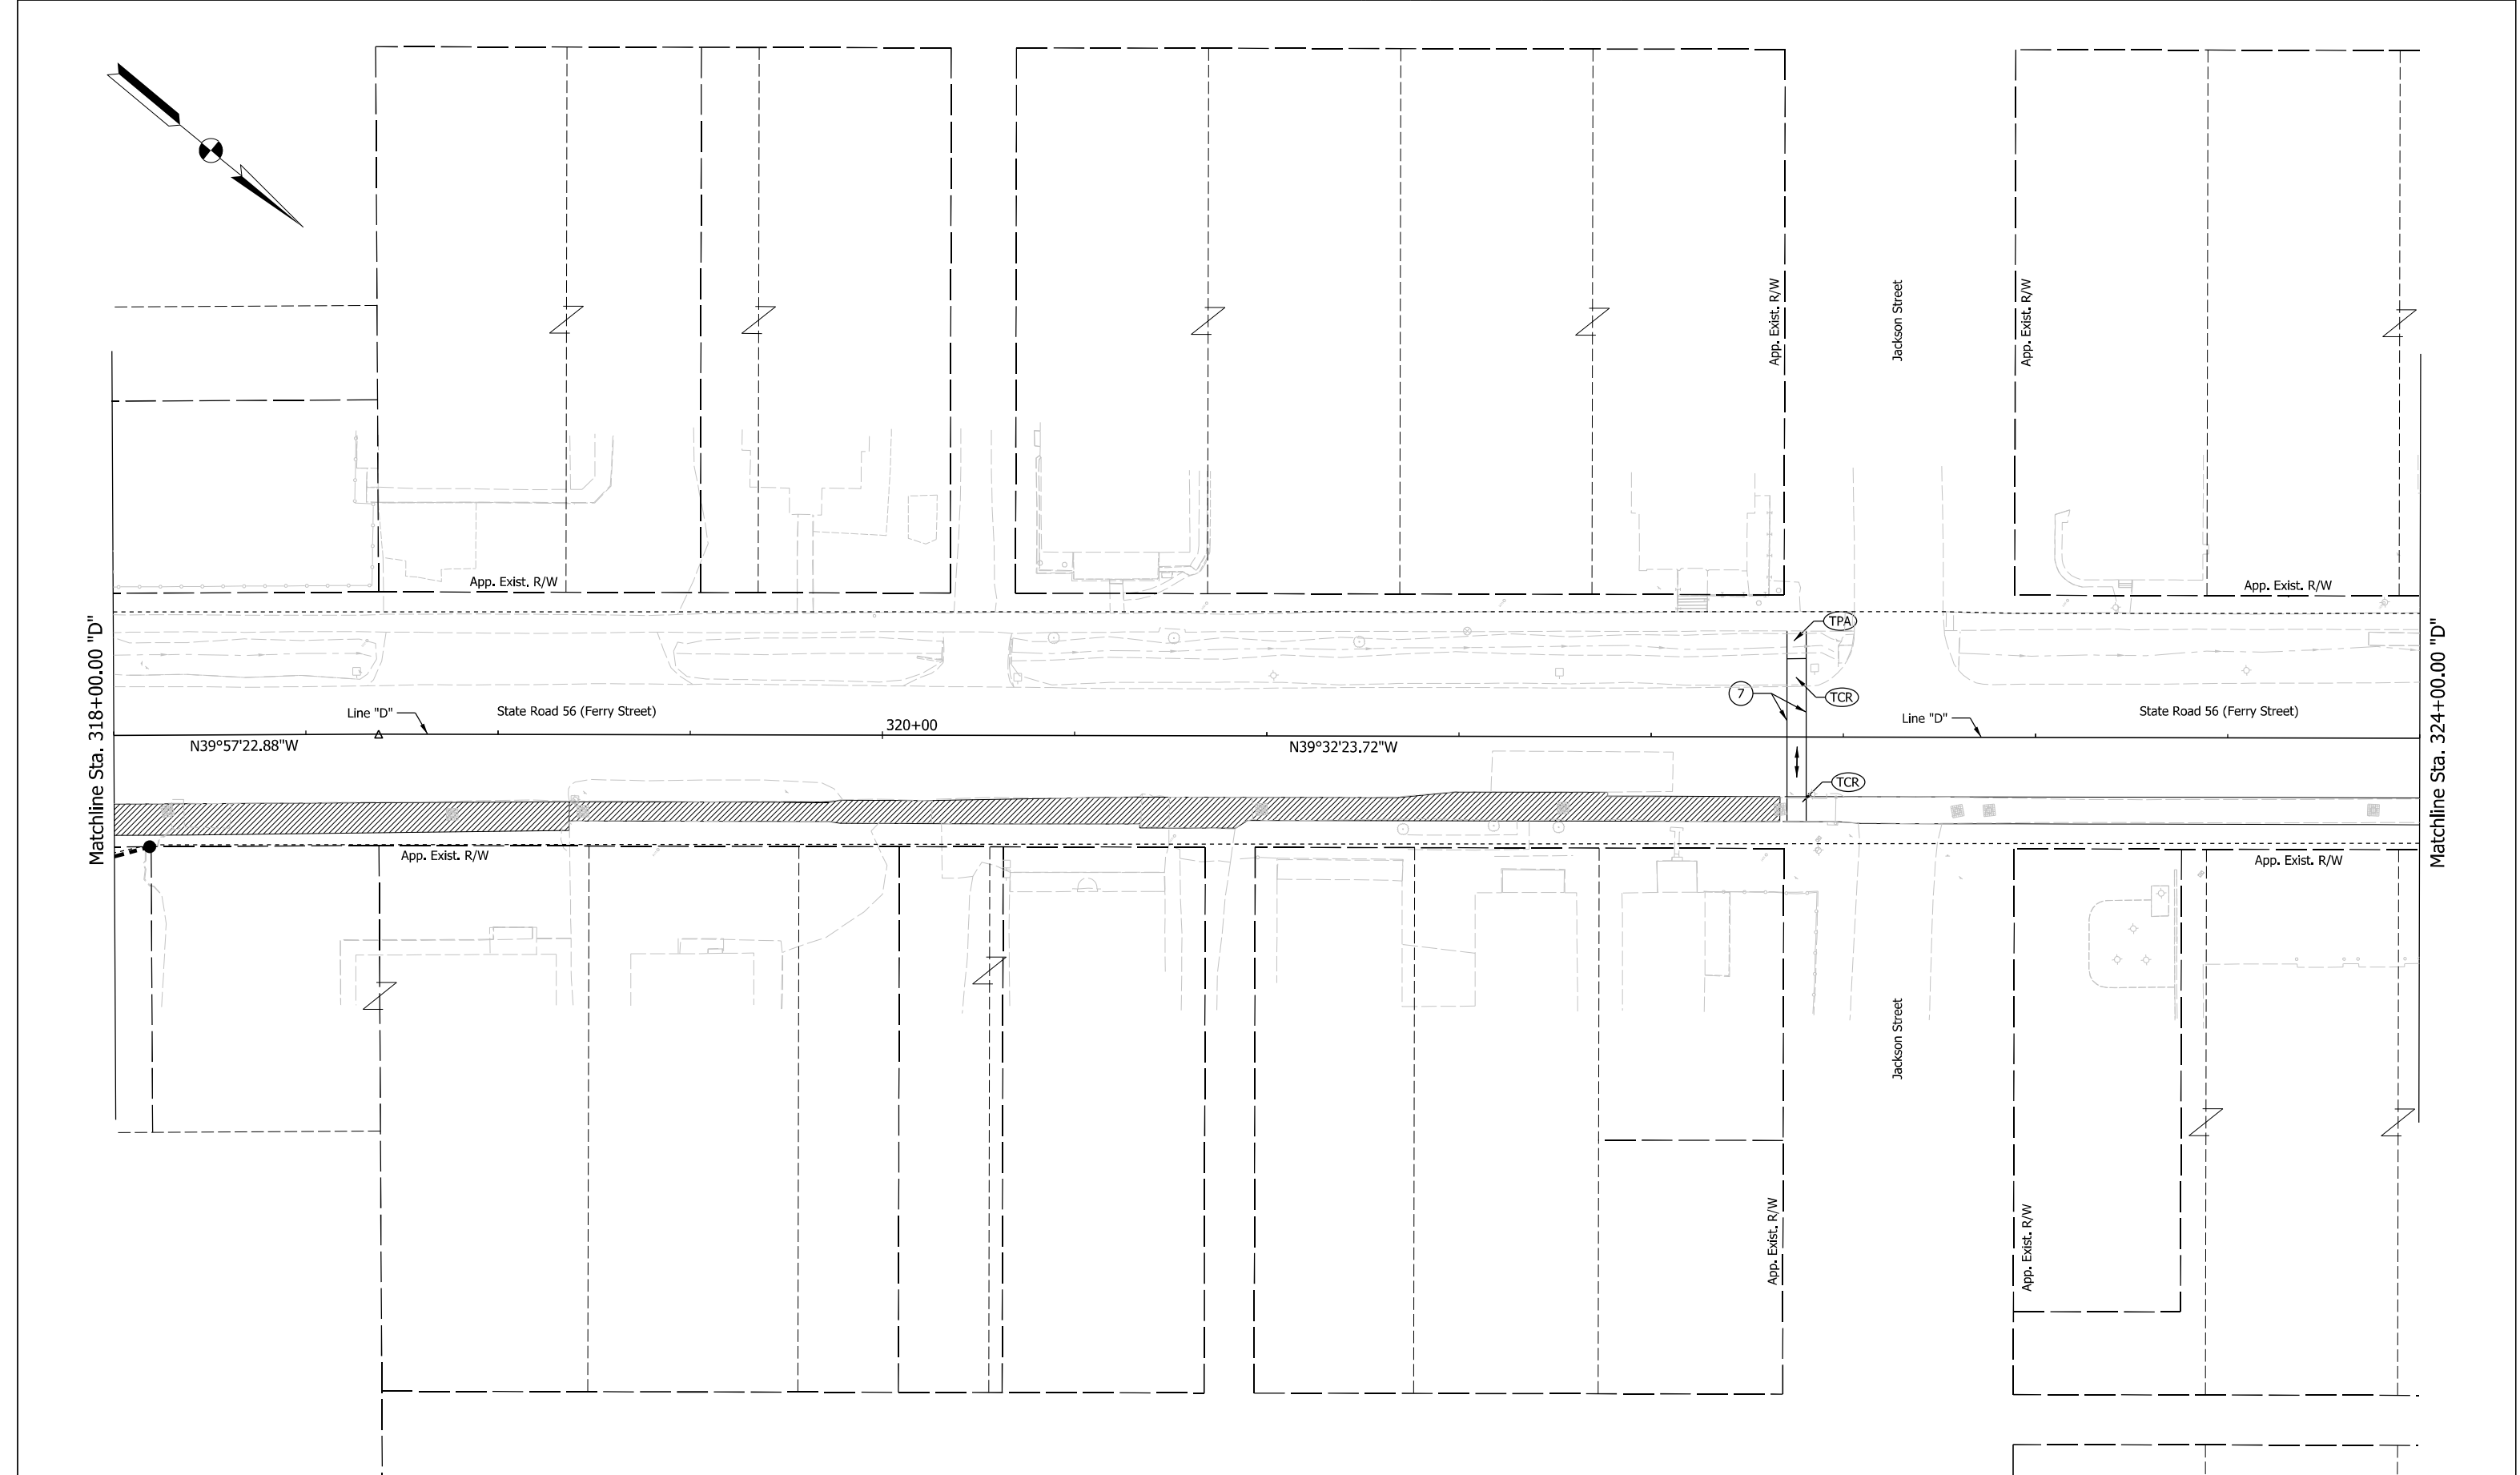 App. Exist. R/W
Jackson Street
App. Exist. R/W
App. Exist. R/W
App. Exist. R/W
Matchline Sta. 318+00.00 "D"
Matchline Sta. 324+00.00 "D"
TPA
7
TCR
Line "D"
State Road 56 (Ferry Street)
320+00
Line "D"
State Road 56 (Ferry Street)
N39°57'22.88"W
N39°32'23.72"W
TCR
App. Exist. R/W
App. Exist. R/W
Jackson Street
App. Exist. R/W
App. Exist. R/W